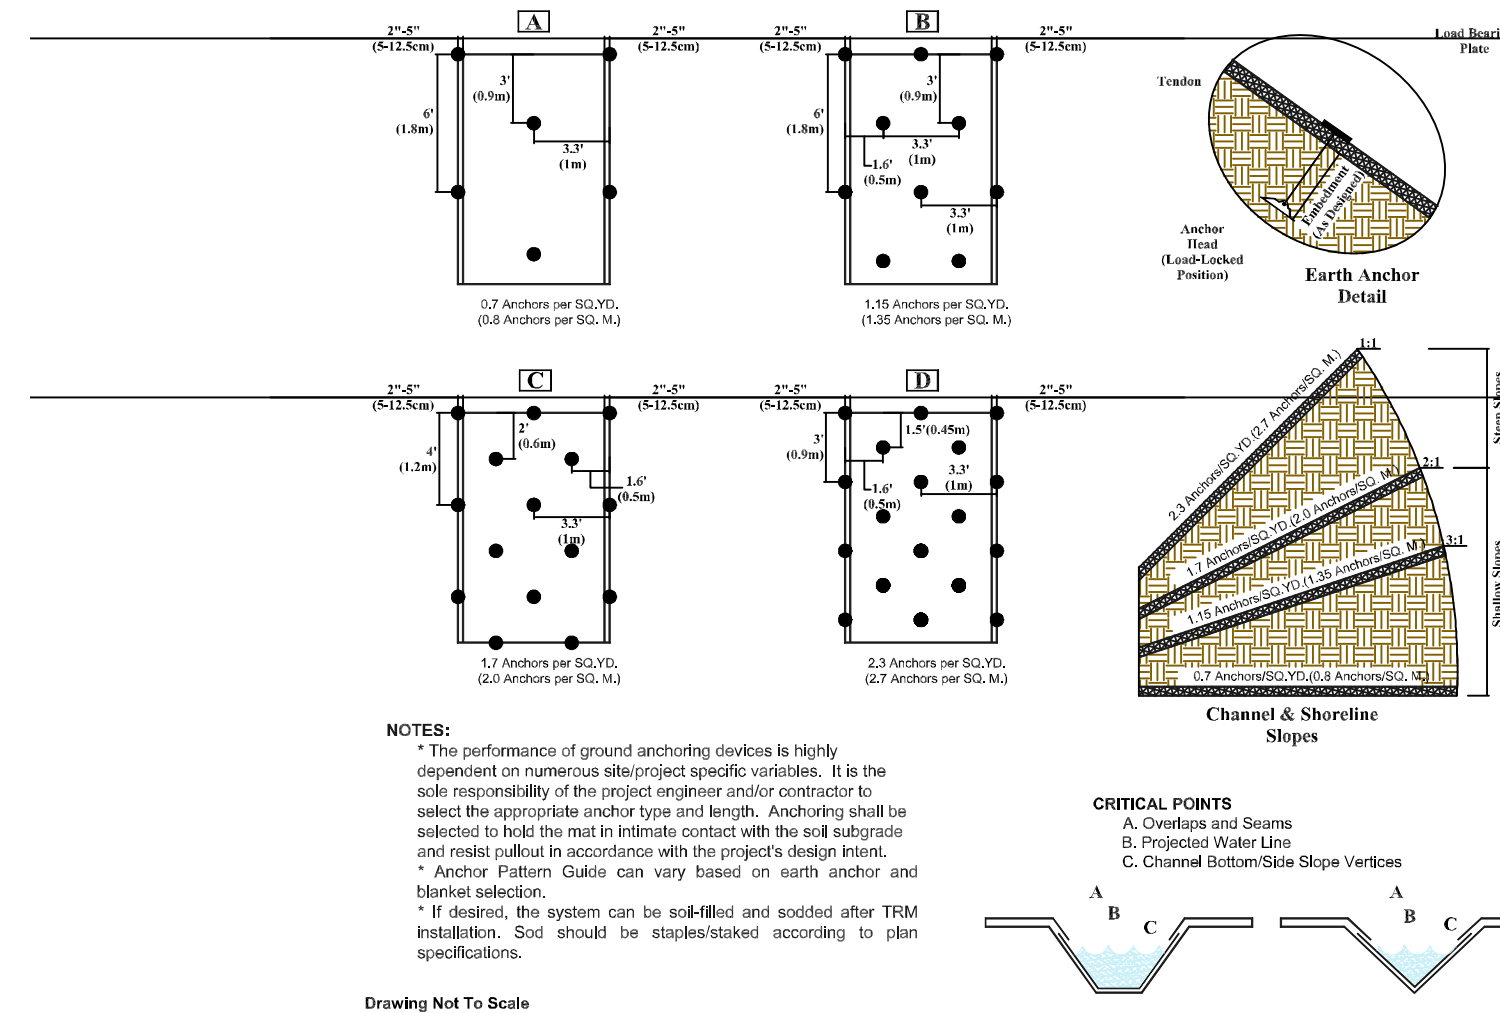 A
2"-5"
(5-12.5cm)
2"-5"
(5-12.5cm)
3'
(0.9m)
6'
(1.8m)
3.3'
(1m)
0.7 Anchors per SQ.YD.
(0.8 Anchors per SQ. M.)
B
2"-5"
(5-12.5cm)
2"-5"
(5-12.5cm)
3'
(0.9m)
6'
(1.8m)
3.3'
(1m)
1.6'
(0.5m)
3.3'
(1m)
1.15 Anchors per SQ.YD.
(1.35 Anchors per SQ. M.)
Load Beari
Plate
Tendon
Embedment
(As Designed)
Anchor
Head
(Load-Locked
Position)
Earth Anchor
Detail
C
2"-5"
(5-12.5cm)
2"-5"
(5-12.5cm)
2'
(0.6m)
4'
(1.2m)
1.6'
(0.5m)
3.3'
(1m)
1.7 Anchors per SQ.YD.
(2.0 Anchors per SQ. M.)
D
2"-5"
(5-12.5cm)
2"-5"
(5-12.5cm)
1.5'(0.45m)
3'
(0.9m)
3.3'
(1m)
1.6'
(0.5m)
2.3 Anchors per SQ.YD.
(2.7 Anchors per SQ. M.)
1:1
2.3 Anchors/SQ.YD.(2.7 Anchors/SQ. M.)
2:1
1.7 Anchors/SQ.YD.(2.0 Anchors/SQ. M.)
3:1
1.15 Anchors/SQ.YD.(1.35 Anchors/SQ. M.)
0.7 Anchors/SQ.YD.(0.8 Anchors/SQ. M.)
Steep Slopes
Shallow Slopes
Channel & Shoreline
Slopes
NOTES:
* The performance of ground anchoring devices is highly
dependent on numerous site/project specific variables. It is the
sole responsibility of the project engineer and/or contractor to
select the appropriate anchor type and length. Anchoring shall be
selected to hold the mat in intimate contact with the soil subgrade
and resist pullout in accordance with the project's design intent.
* Anchor Pattern Guide can vary based on earth anchor and
blanket selection.
* If desired, the system can be soil-filled and sodded after TRM
installation. Sod should be staples/staked according to plan
specifications.
CRITICAL POINTS
A. Overlaps and Seams
B. Projected Water Line
C. Channel Bottom/Side Slope Vertices
A
B
C
A
B
C
Drawing Not To Scale